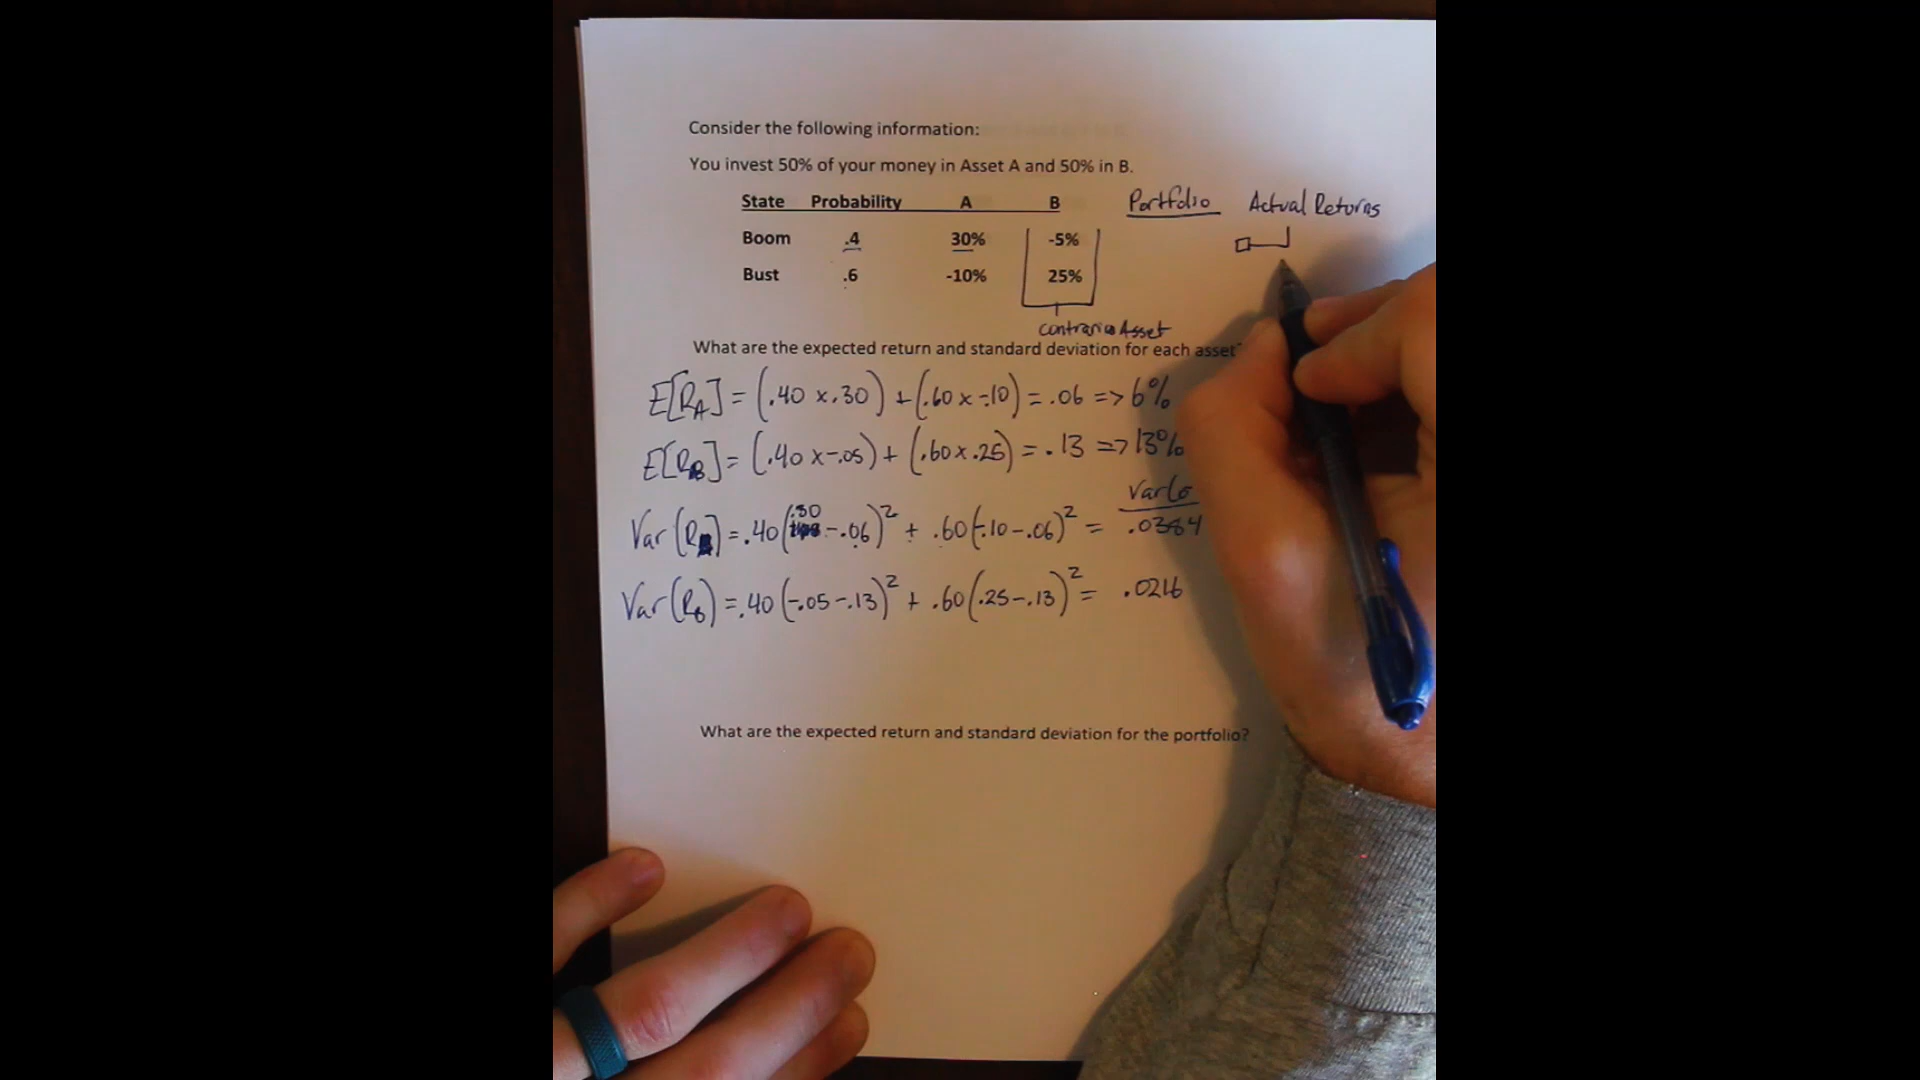 Consider the following information:
You invest 50% of your money in Asset A and 50% in B.
State Probability A B Portfolio Actual Returns
Boom .4 30% -5%
Bust .6 -10% 25%
Asset
What are the expected return and standard deviation for each asset
E[R_A] = (.40 x .30) + (.60 x -.10) = .06 => 6%
E[R_B] = (.40 x -.05) + (.60 x .25) = .13 => 13%
Var
Var(R = .40(.30 - .06)² + .60(-.10 - .06)² = .0384
Var(R_B) = .40(-.05 - .13)² + .60(.25 - .13)² = .0216
What are the expected return and standard deviation for the portfolio?